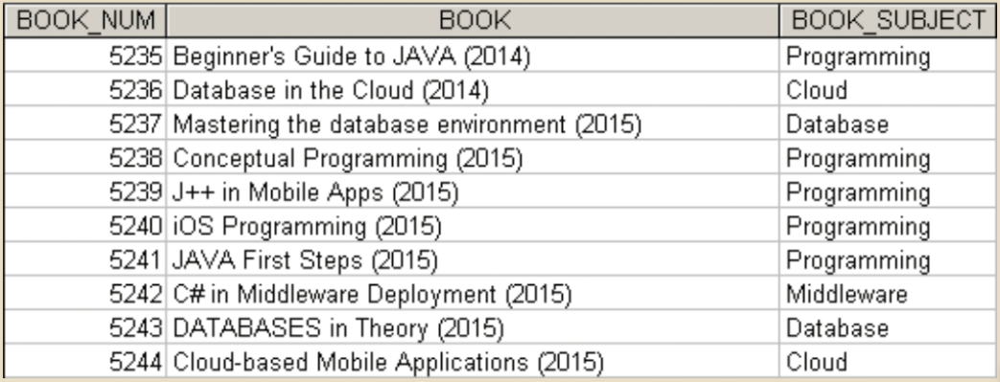 BOOK_NUM BOOK BOOK_SUBJECT
5235 Beginner's Guide to JAVA (2014) Programming
5236 Database in the Cloud (2014) Cloud
5237 Mastering the database environment (2015) Database
5238 Conceptual Programming (2015) Programming
5239 J++ in Mobile Apps (2015) Programming
5240 iOS Programming (2015) Programming
5241 JAVA First Steps (2015) Programming
5242 C# in Middleware Deployment (2015) Middleware
5243 DATABASES in Theory (2015) Database
5244 Cloud-based Mobile Applications (2015) Cloud